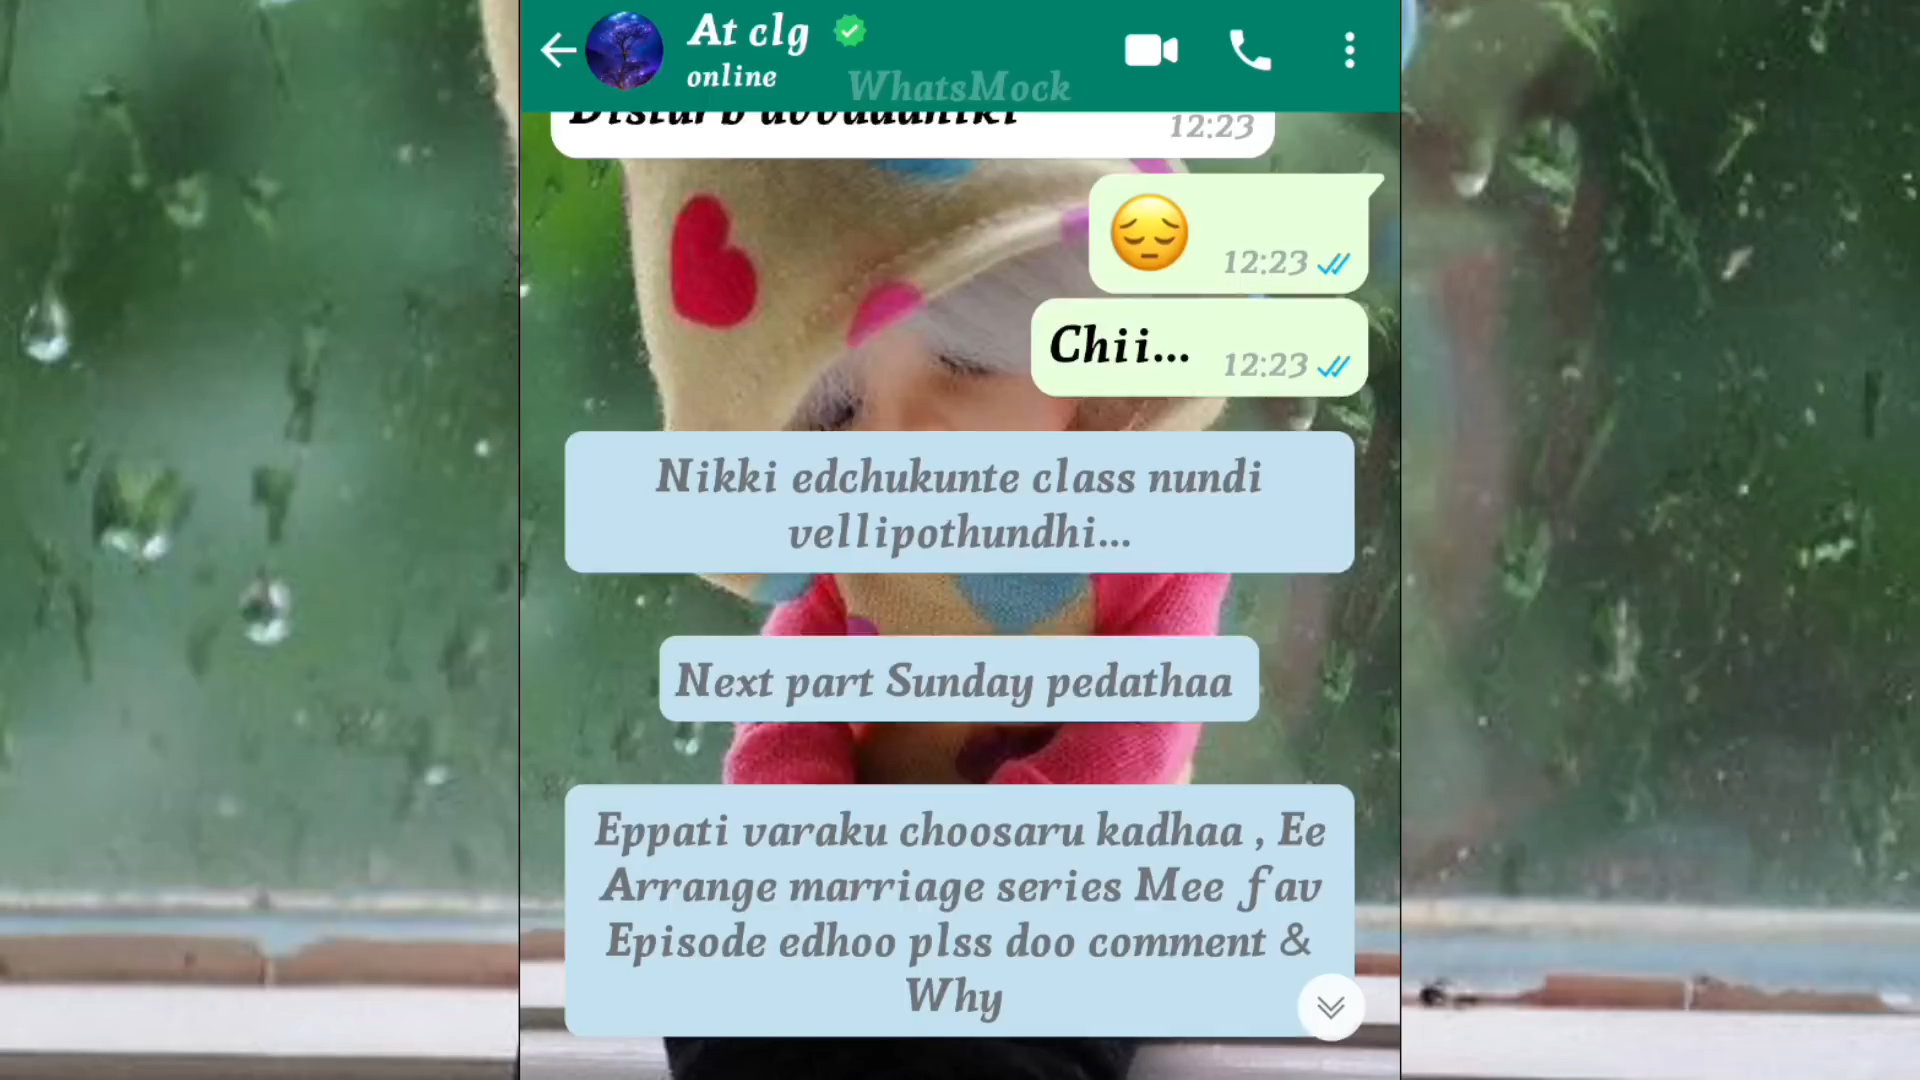 At clg
online
WhatsMock
12:23
😔 12:23
Chii... 12:23
Nikki edchukunte class nundi
vellipothundhi...
Next part Sunday pedathaa
Eppati varaku choosaru kadhaa , Ee
Arrange marriage series Mee fav
Episode edhoo plss doo comment &
Why